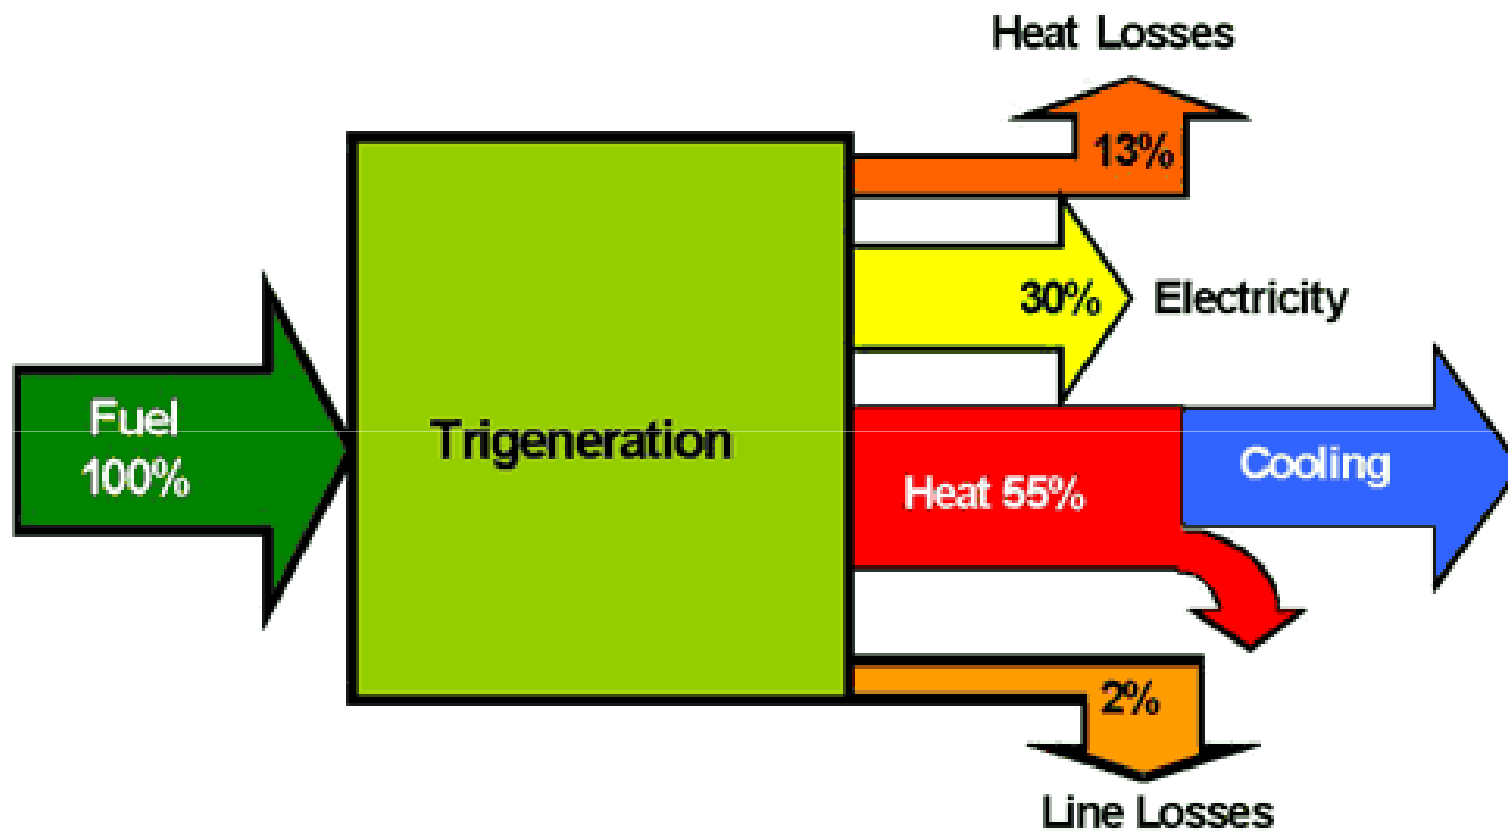 Heat Losses
13%
30% Electricity
Fuel
100%
Trigeneration
Heat 55%
Cooling
2%
Line Losses